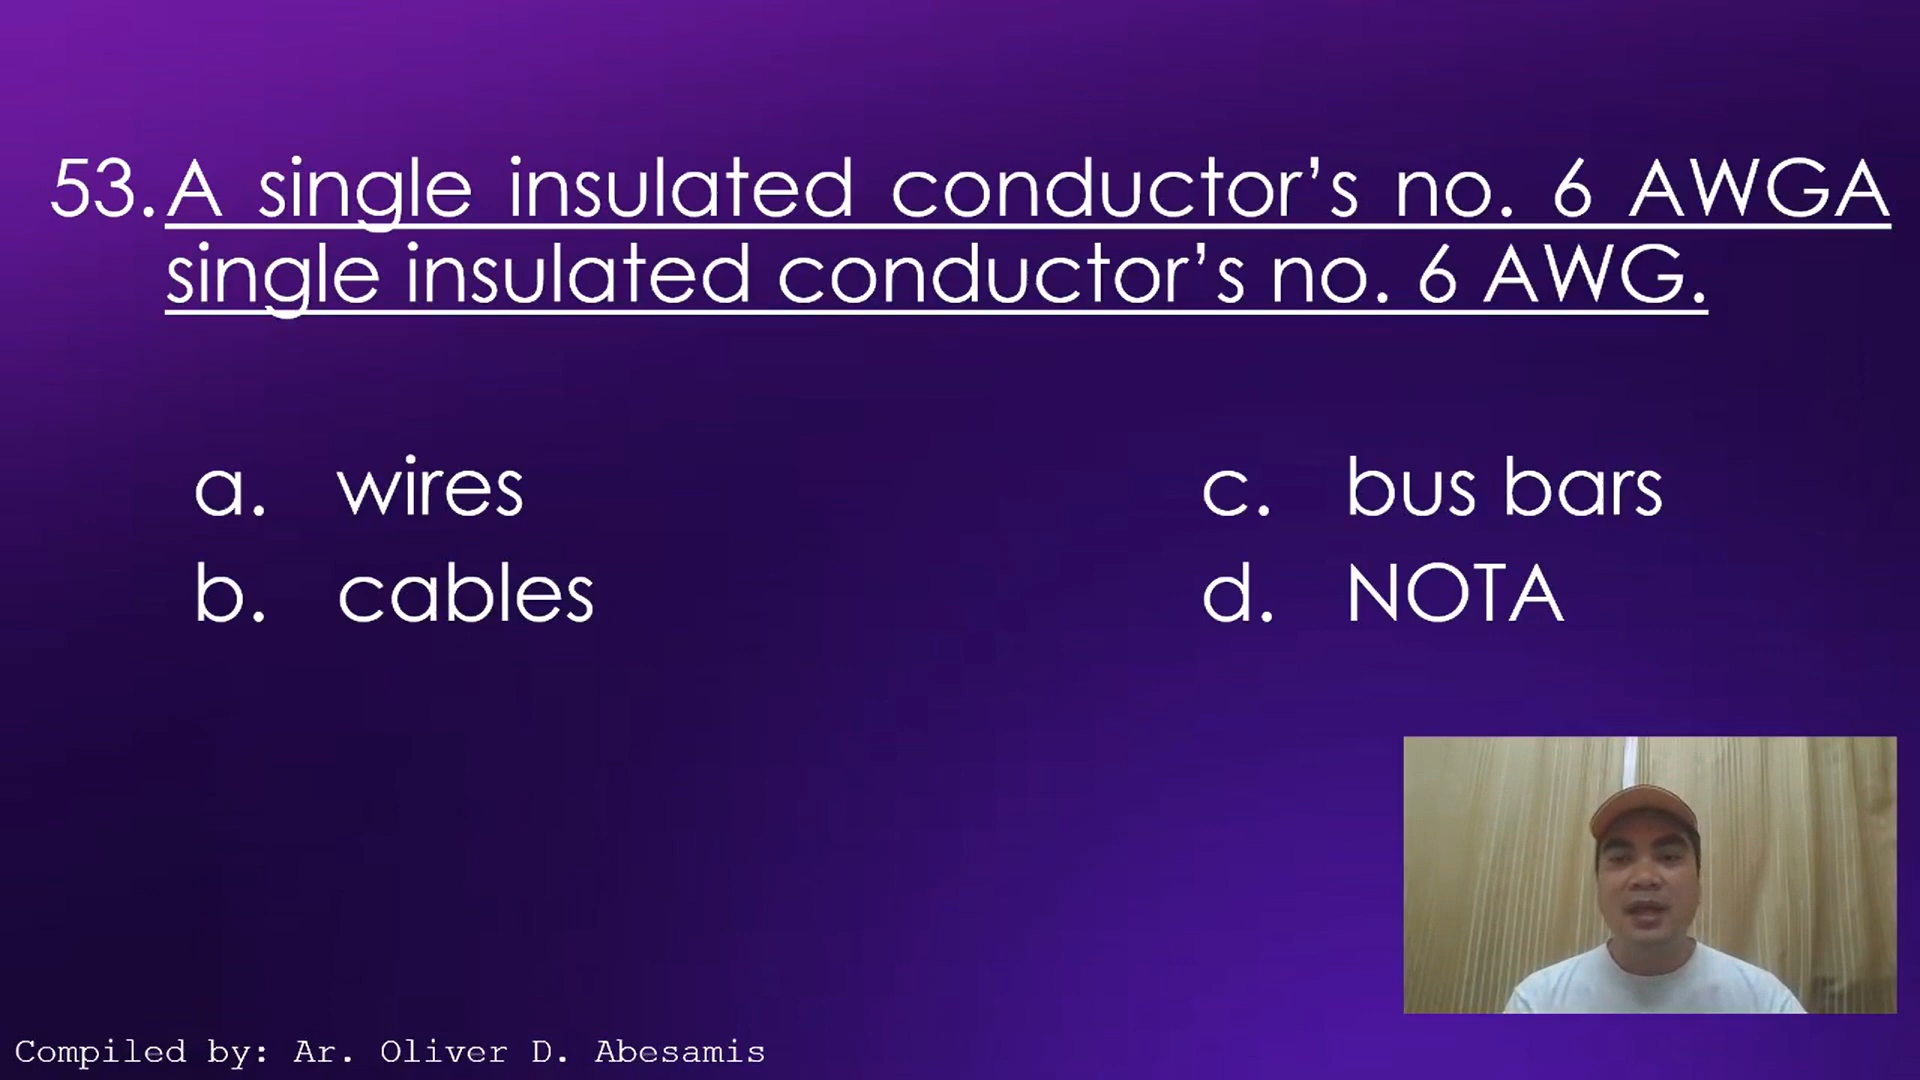 53. A single insulated conductor’s no. 6 AWGA
single insulated conductor’s no. 6 AWG.
a. wires
c. bus bars
b. cables
d. NOTA
Compiled by: Ar. Oliver D. Abesamis